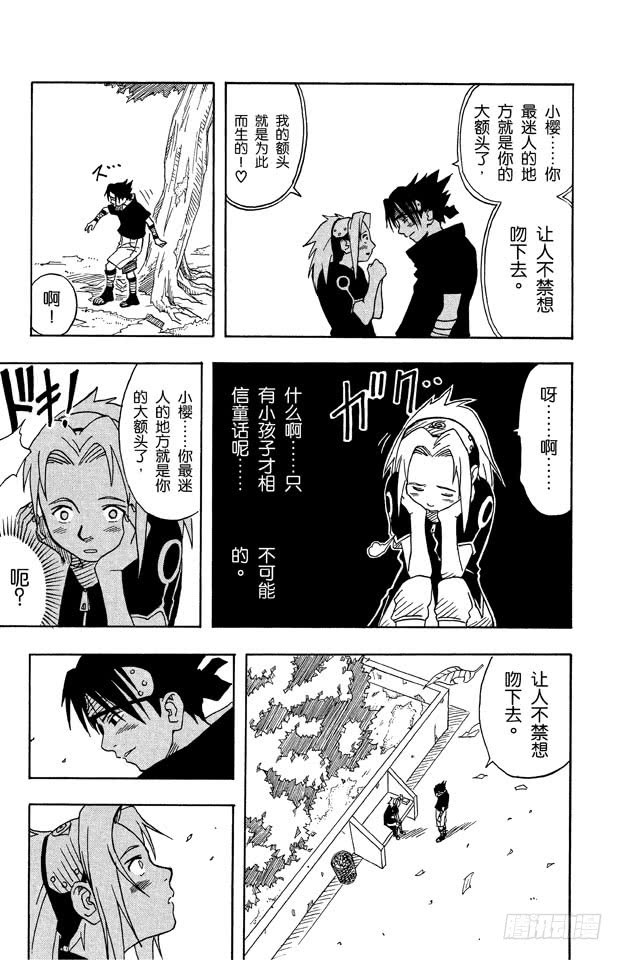 小樱……你
最迷人的地
方就是你的
大额头了，
让人不禁想
吻下去。
我的额头
就是为此
而生的！♡
ズ…
啊！
呀……
啊……
ガク…
什么啊……只
有小孩子才相
信童话呢……
不可能
的。
小樱……你最迷
人的地方就是你
的大额头了，
ドキ！
呃？
让人不禁想
吻下去。
腾讯动漫